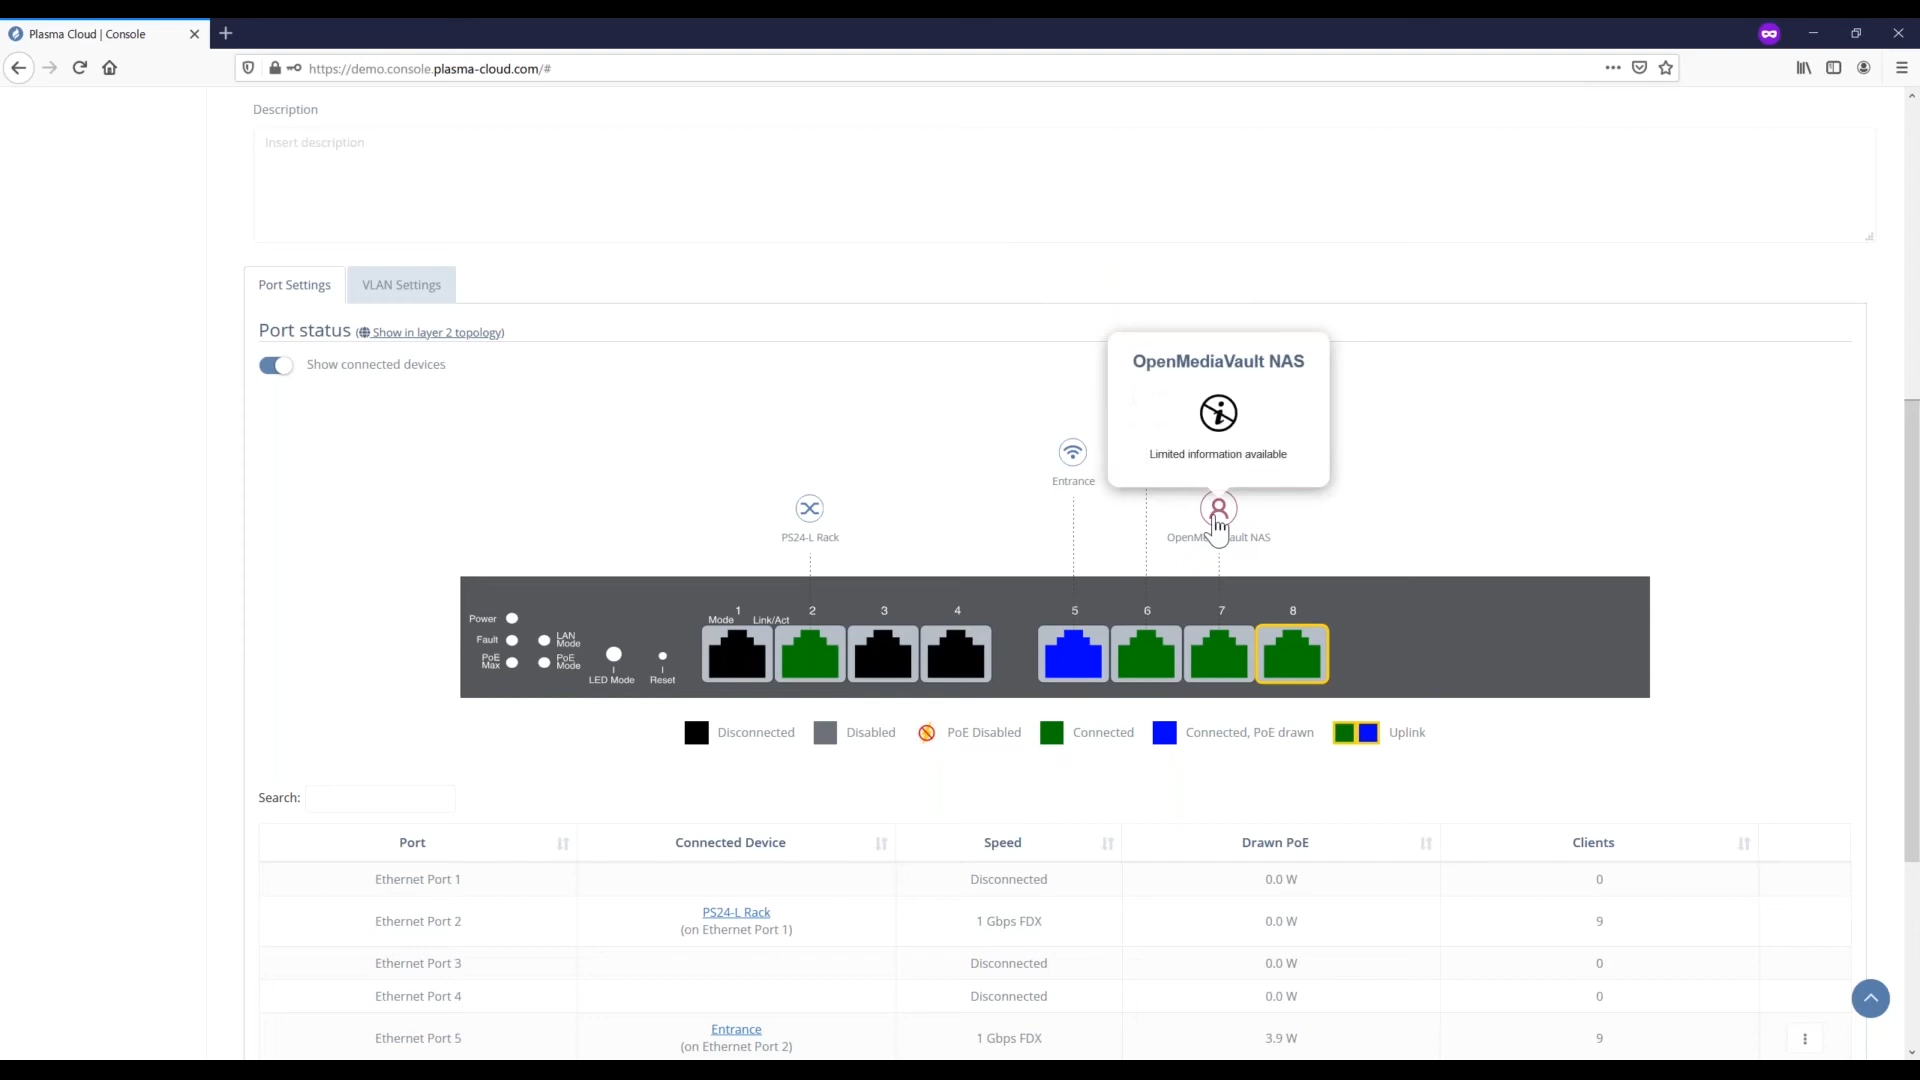 Plasma Cloud | Console
https://demo.console.plasma-cloud.com/#
Description
Insert description
Port Settings
VLAN Settings
Port status (Show in layer 2 topology)
Show connected devices
OpenMediaVault NAS
Limited information available
Entrance
PS24-L Rack
OpenMe ault NAS
1 2 3 4 5 6 7 8
Mode Link/Act
Power
Fault
PoE
Max
LAN
Mode
PoE
Mode
LED Mode
Reset
Disconnected
Disabled
PoE Disabled
Connected
Connected, PoE drawn
Uplink
Search:
Port Connected Device Speed Drawn PoE Clients
Ethernet Port 1 Disconnected 0.0 W 0
Ethernet Port 2 PS24-L Rack 1 Gbps FDX 0.0 W 9
(on Ethernet Port 1)
Ethernet Port 3 Disconnected 0.0 W 0
Ethernet Port 4 Disconnected 0.0 W 0
Ethernet Port 5 Entrance 1 Gbps FDX 3.9 W 9
(on Ethernet Port 2)